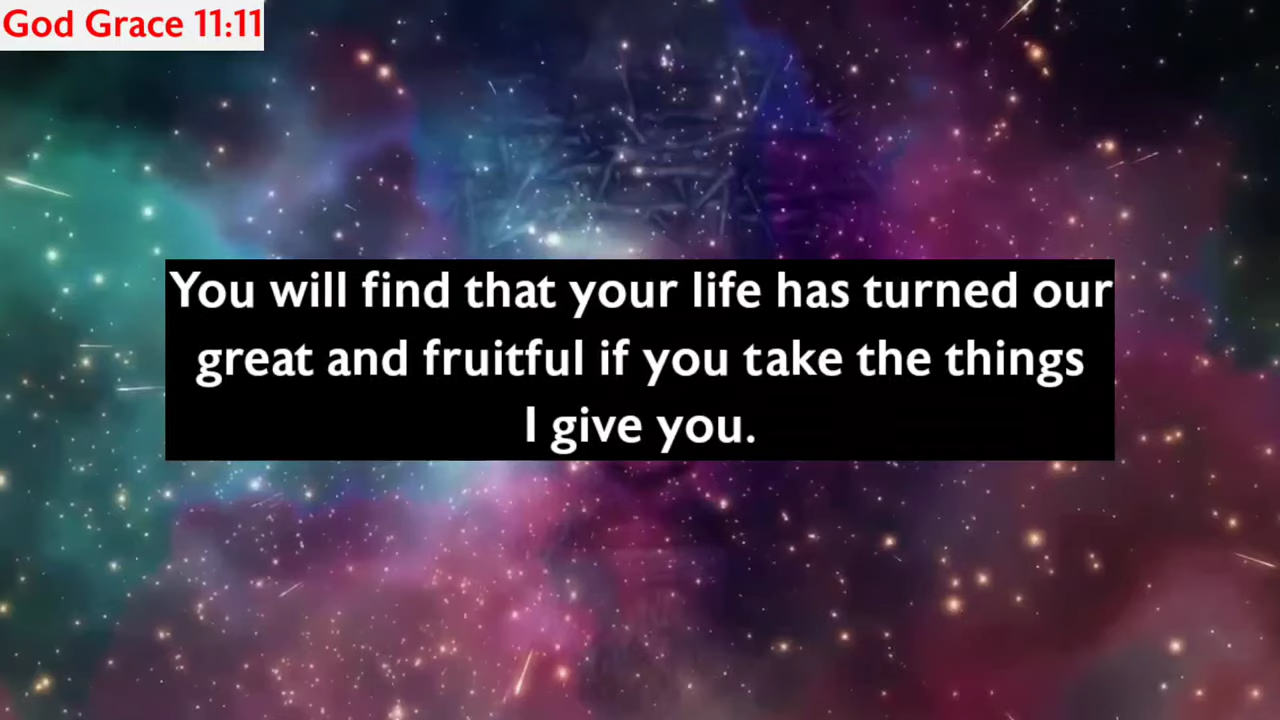 God Grace 11:11
You will find that your life has turned our
great and fruitful if you take the things
I give you.